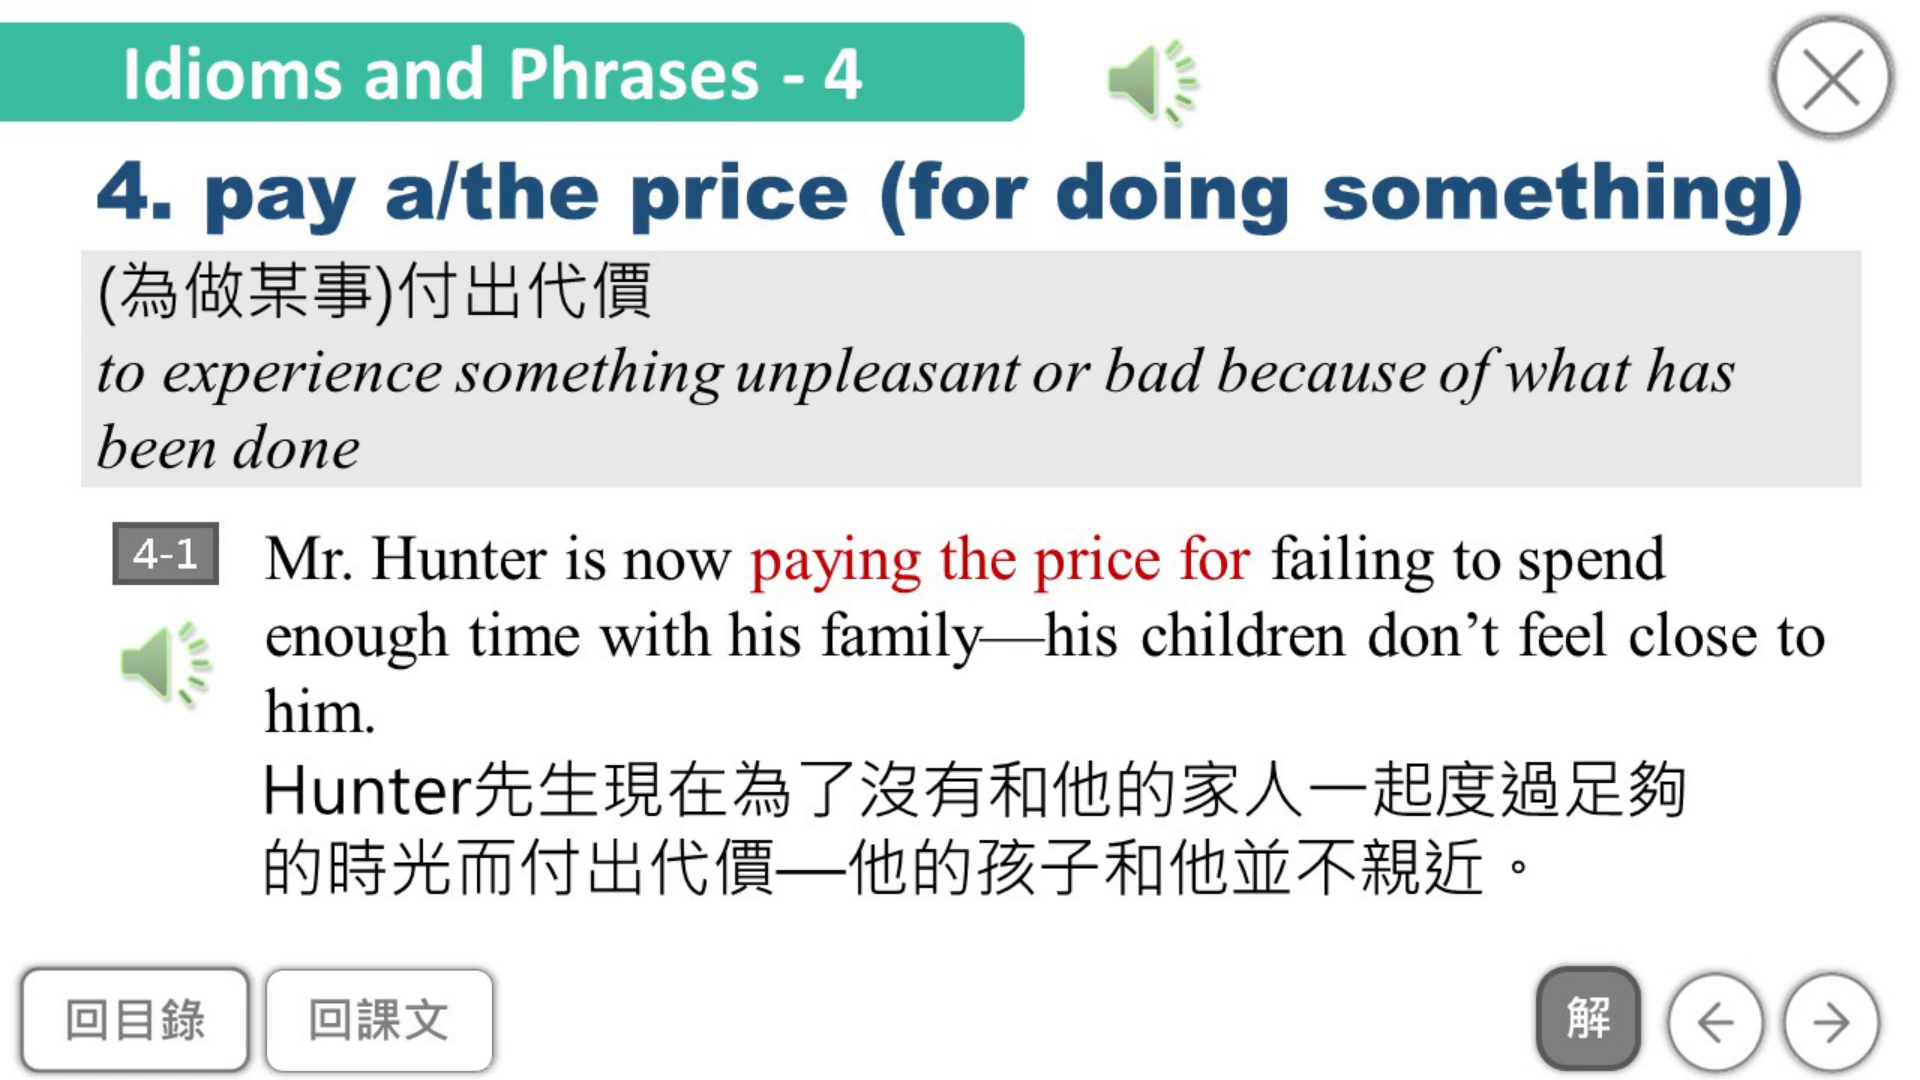 Idioms and Phrases - 4
4. pay a/the price (for doing something)
(為做某事)付出代價
to experience something unpleasant or bad because of what has
been done
4-1
Mr. Hunter is now paying the price for failing to spend
enough time with his family—his children don’t feel close to
him.
Hunter先生現在為了沒有和他的家人一起度過足夠
的時光而付出代價—他的孩子和他並不親近。
回目錄
回課文
解